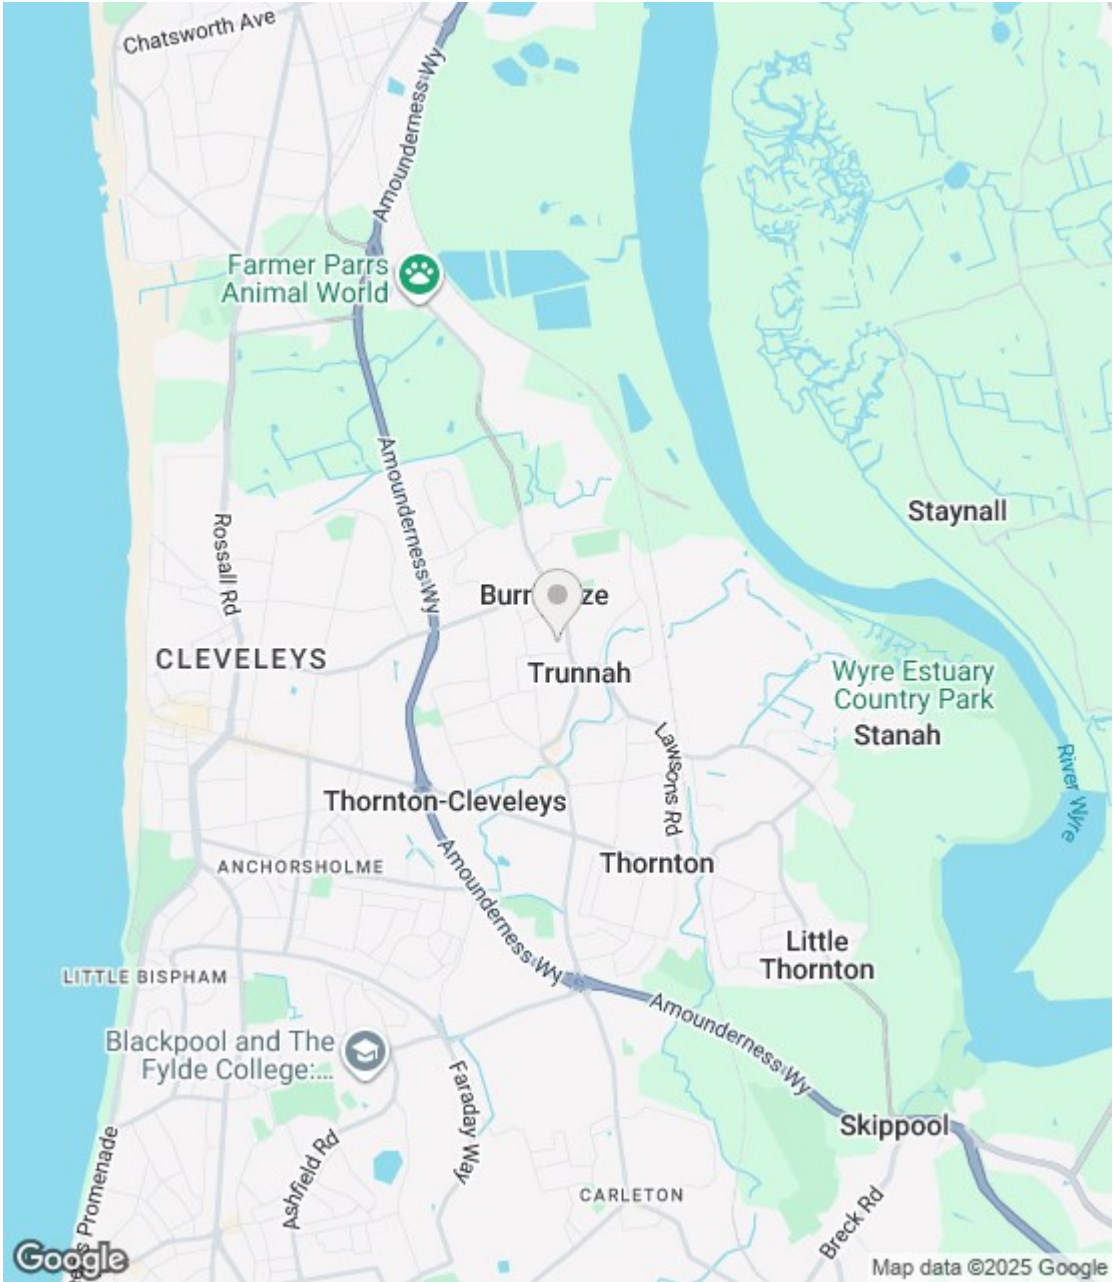 Chatsworth Ave
Amounderness Wy
Farmer Parrs
Animal World
Amounderness Wy
Rossall Rd
Staynall
CLEVELEYS
Trunnah
Wyre Estuary
Country Park
Stanah
Lawsons Rd
River Wyre
Thornton-Cleveleys
ANCHORSHOLME
Thornton
Amounderness Wy
Little
Thornton
LITTLE BISPHAM
Amounderness Wy
Blackpool and The
Fylde College:...
Faraday Way
Skippool
Ashfield Rd
CARLETON
Breck Rd
Promenade
Google
Map data ©2025 Google